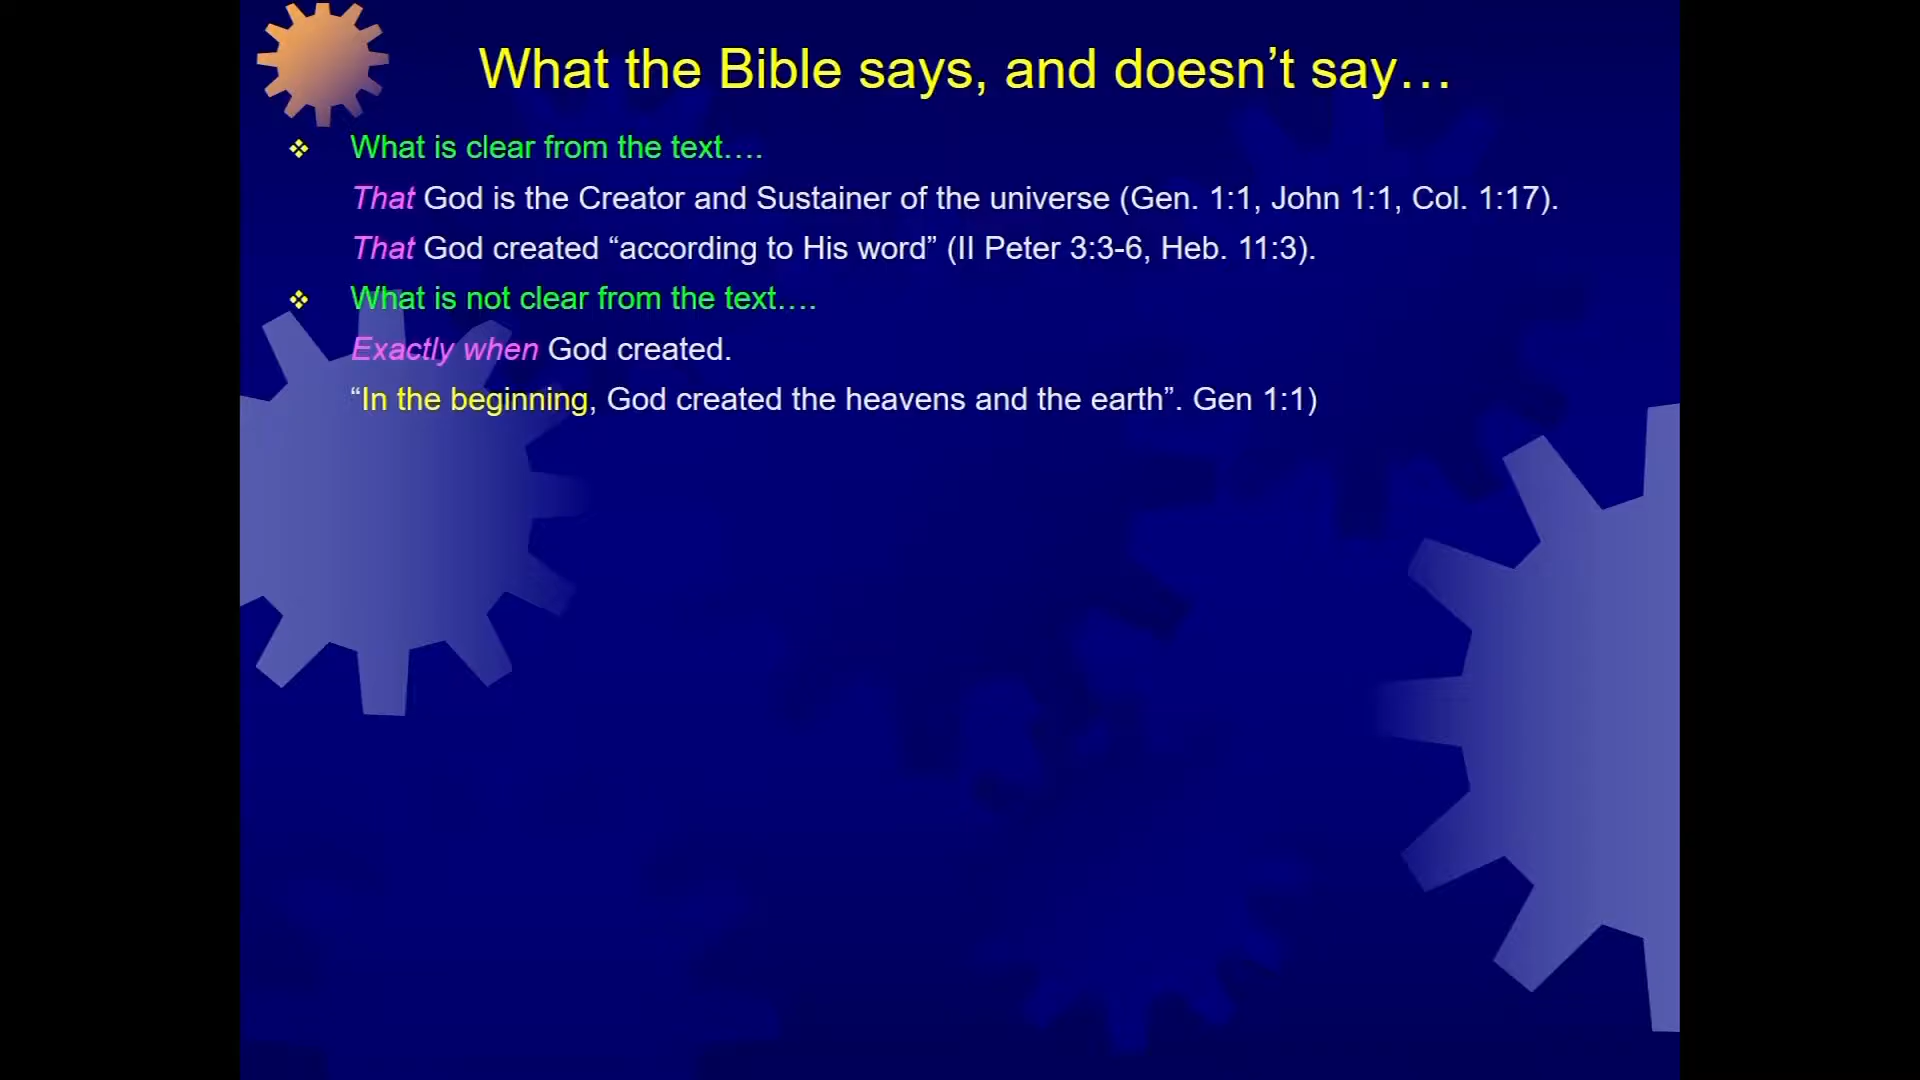 What the Bible says, and doesn’t say…
What is clear from the text….
That God is the Creator and Sustainer of the universe (Gen. 1:1, John 1:1, Col. 1:17).
That God created “according to His word” (II Peter 3:3-6, Heb. 11:3).
What is not clear from the text….
Exactly when God created.
“In the beginning, God created the heavens and the earth”. Gen 1:1)